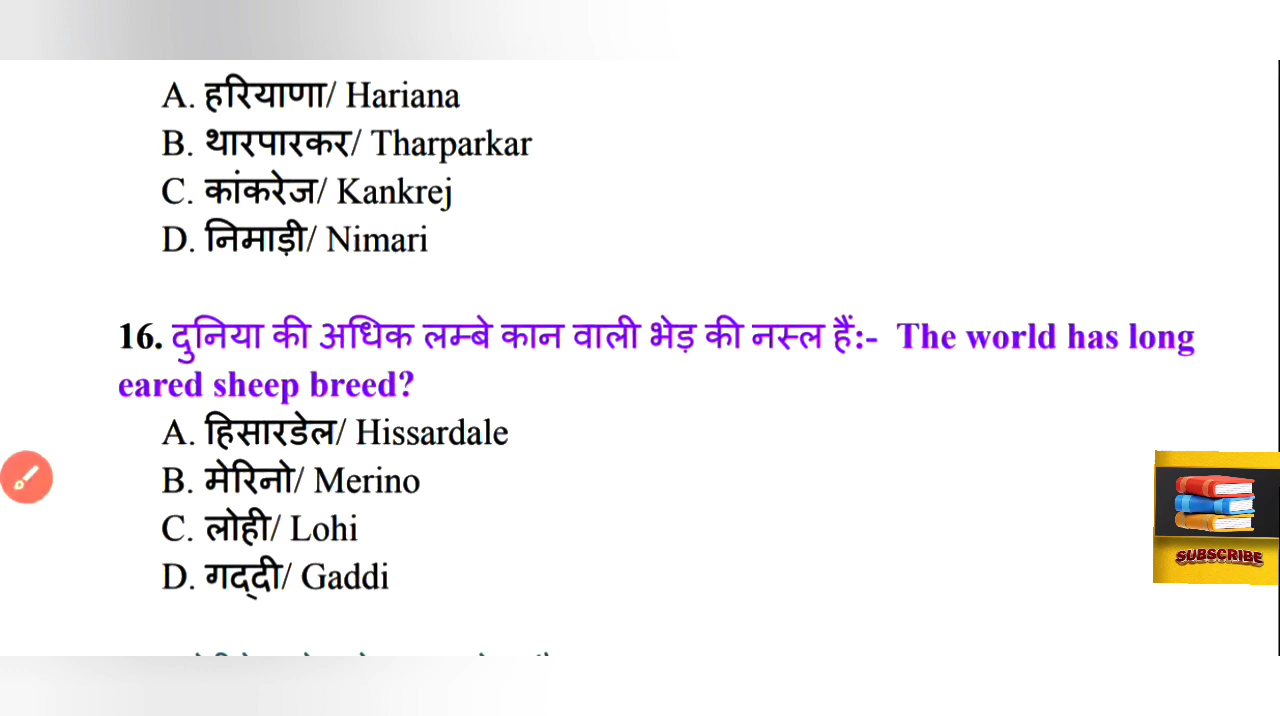 A. हरियाणा/ Hariana
B. थारपारकर/ Tharparkar
C. कांकरेज/ Kankrej
D. निमाड़ी/ Nimari
16. दुनिया की अधिक लम्बे कान वाली भेड़ की नस्ल हैं:- The world has long
eared sheep breed?
A. हिसारडेल/ Hissardale
B. मेरिनो/ Merino
C. लोही/ Lohi
D. गद्‌दी/ Gaddi
SUBSCRIBE